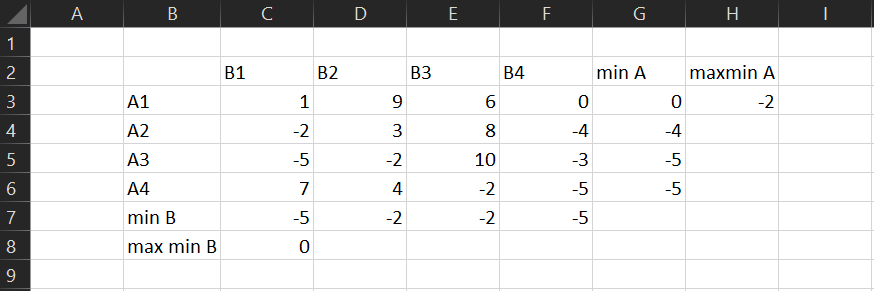 A B C D E F G H I
1
2 B1 B2 B3 B4 min A maxmin A
3 A1 1 9 6 0 0 -2
4 A2 -2 3 8 -4 -4
5 A3 -5 -2 10 -3 -5
6 A4 7 4 -2 -5 -5
7 min B -5 -2 -2 -5
8 max min B 0
9